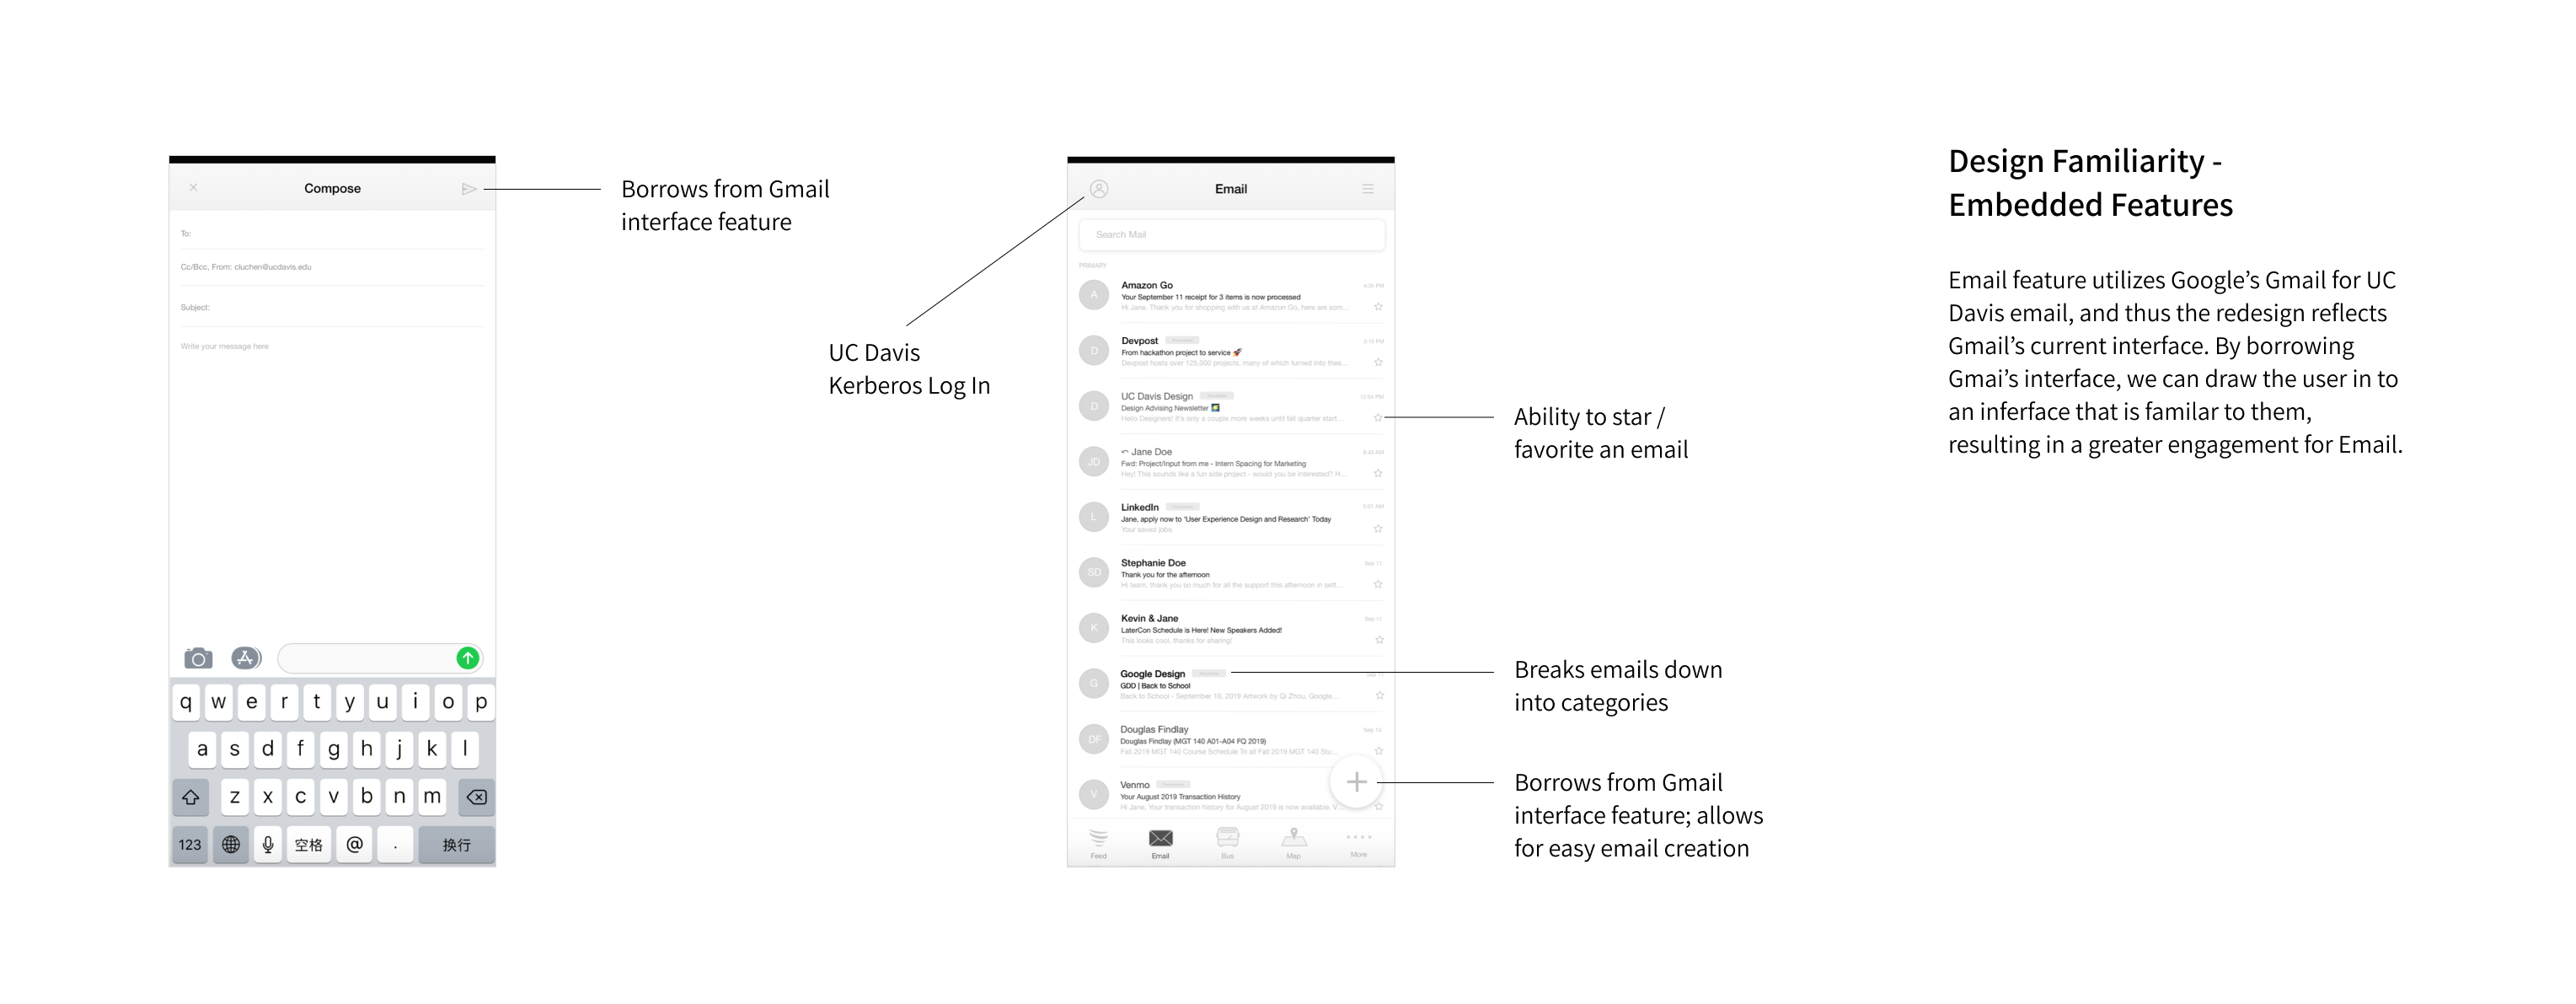 Compose
To:
Cc/Bcc, From: cluchen@ucdavis.edu
Subject:
Write your message here
q w e r t y u i o p
a s d f g h j k l
z x c v b n m
123 空格 @ . 换行
Borrows from Gmail
interface feature
UC Davis
Kerberos Log In
Email
Search Mail
PRIMARY
A
Amazon Go
4:36 PM
Your September 11 receipt for 3 items is now processed
Hi Jane, Thank you for shopping with us at Amazon Go, here are som...
D
Devpost
From hackathon project to service 🚀
Devpost hosts over 125,000 projects, many of which turned into thes...
D
UC Davis Design
12:54 PM
Design Advising Newsletter
Hello Designers! It's only a couple more weeks until fall quarter start...
JD
Jane Doe
8:43 AM
Fwd: Project/Input from me - Intern Spacing for Marketing
Hey! This sounds like a fun side project - would you be interested? H...
L
LinkedIn
Jane, apply now to 'User Experience Design and Research' Today
Your saved jobs
SD
Stephanie Doe
Sep 11
Thank you for the afternoon
Hi team, thank you so much for all the support this afternoon in sett...
K
Kevin & Jane
Sep 11
LaterCon Schedule is Here! New Speakers Added!
This looks cool, thanks for sharing!
G
Google Design
GDD | Back to School
Back to School - September 10, 2019 Artwork by Qi Zhou, Google...
DF
Douglas Findlay
Sep 10
Douglas Findlay (MGT 140 A01-A04 FQ 2019)
Fall 2019 MGT 140 Course Schedule To all Fall 2019 MGT 140 Stu...
V
Venmo
Your August 2019 Transaction History
Hi Jane, Your transaction history for August 2019 is now available. V...
Feed
Email
Bus
Map
More
Ability to star /
favorite an email
Breaks emails down
into categories
Borrows from Gmail
interface feature; allows
for easy email creation
Design Familiarity -
Embedded Features
Email feature utilizes Google’s Gmail for UC
Davis email, and thus the redesign reflects
Gmail’s current interface. By borrowing
Gmai’s interface, we can draw the user in to
an inferface that is familar to them,
resulting in a greater engagement for Email.